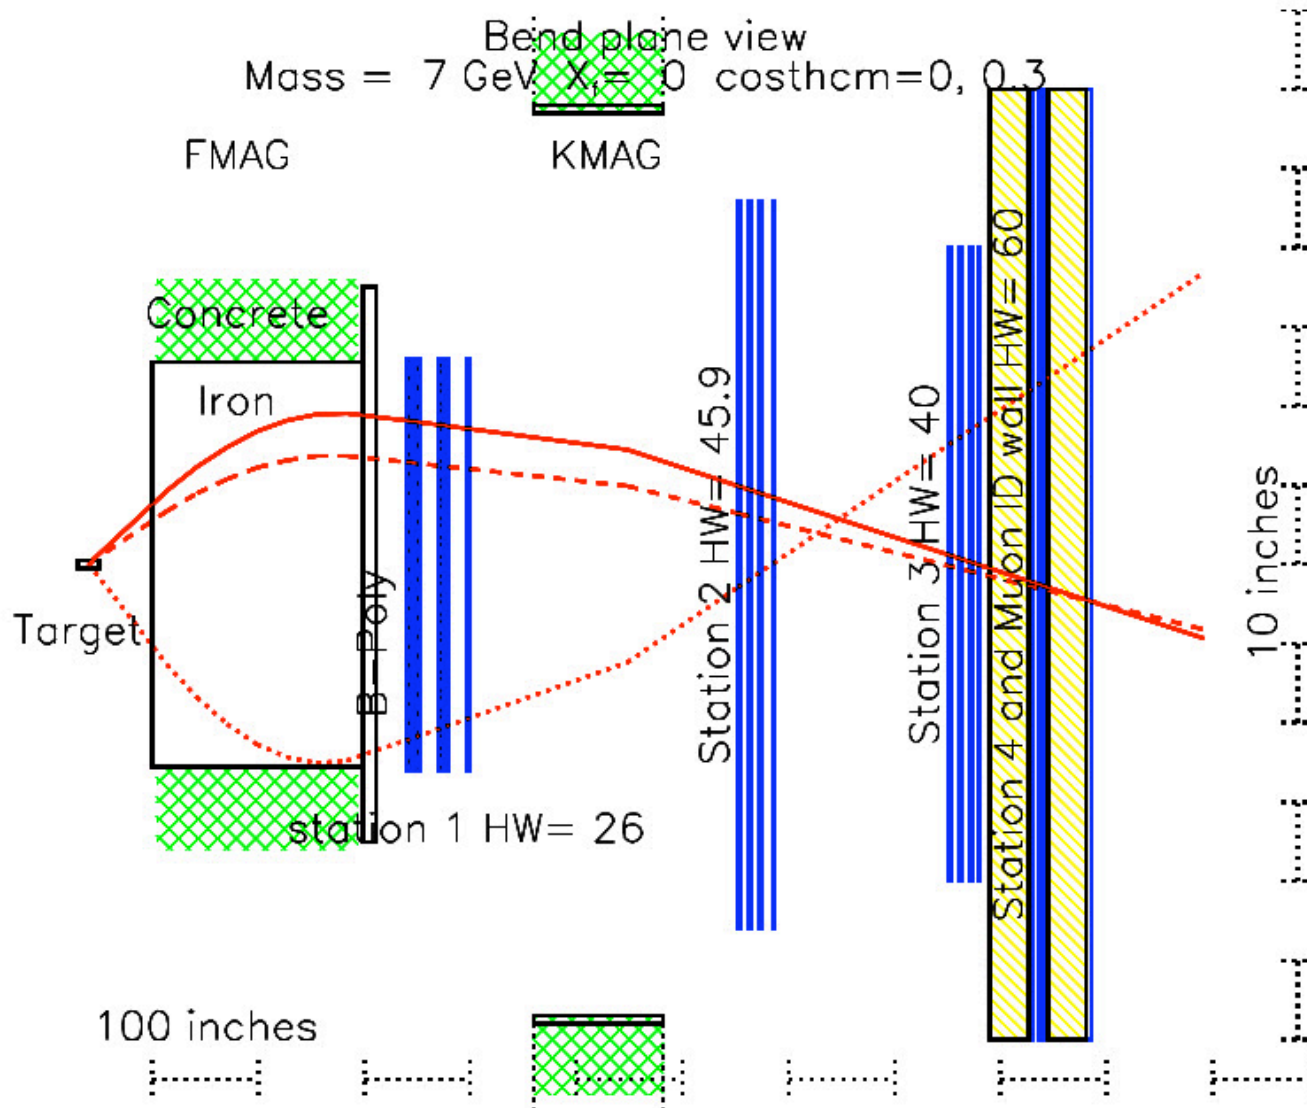 Bend plane view
Mass = 7 GeV X_f= 0 costhcm=0, 0.3
FMAG
KMAG
Concrete
Iron
Target
B-Poly
station 1 HW= 26
Station 2 HW= 45.9
Station 3 HW= 40
Station 4 and Muon ID wall HW= 60
10 inches
100 inches